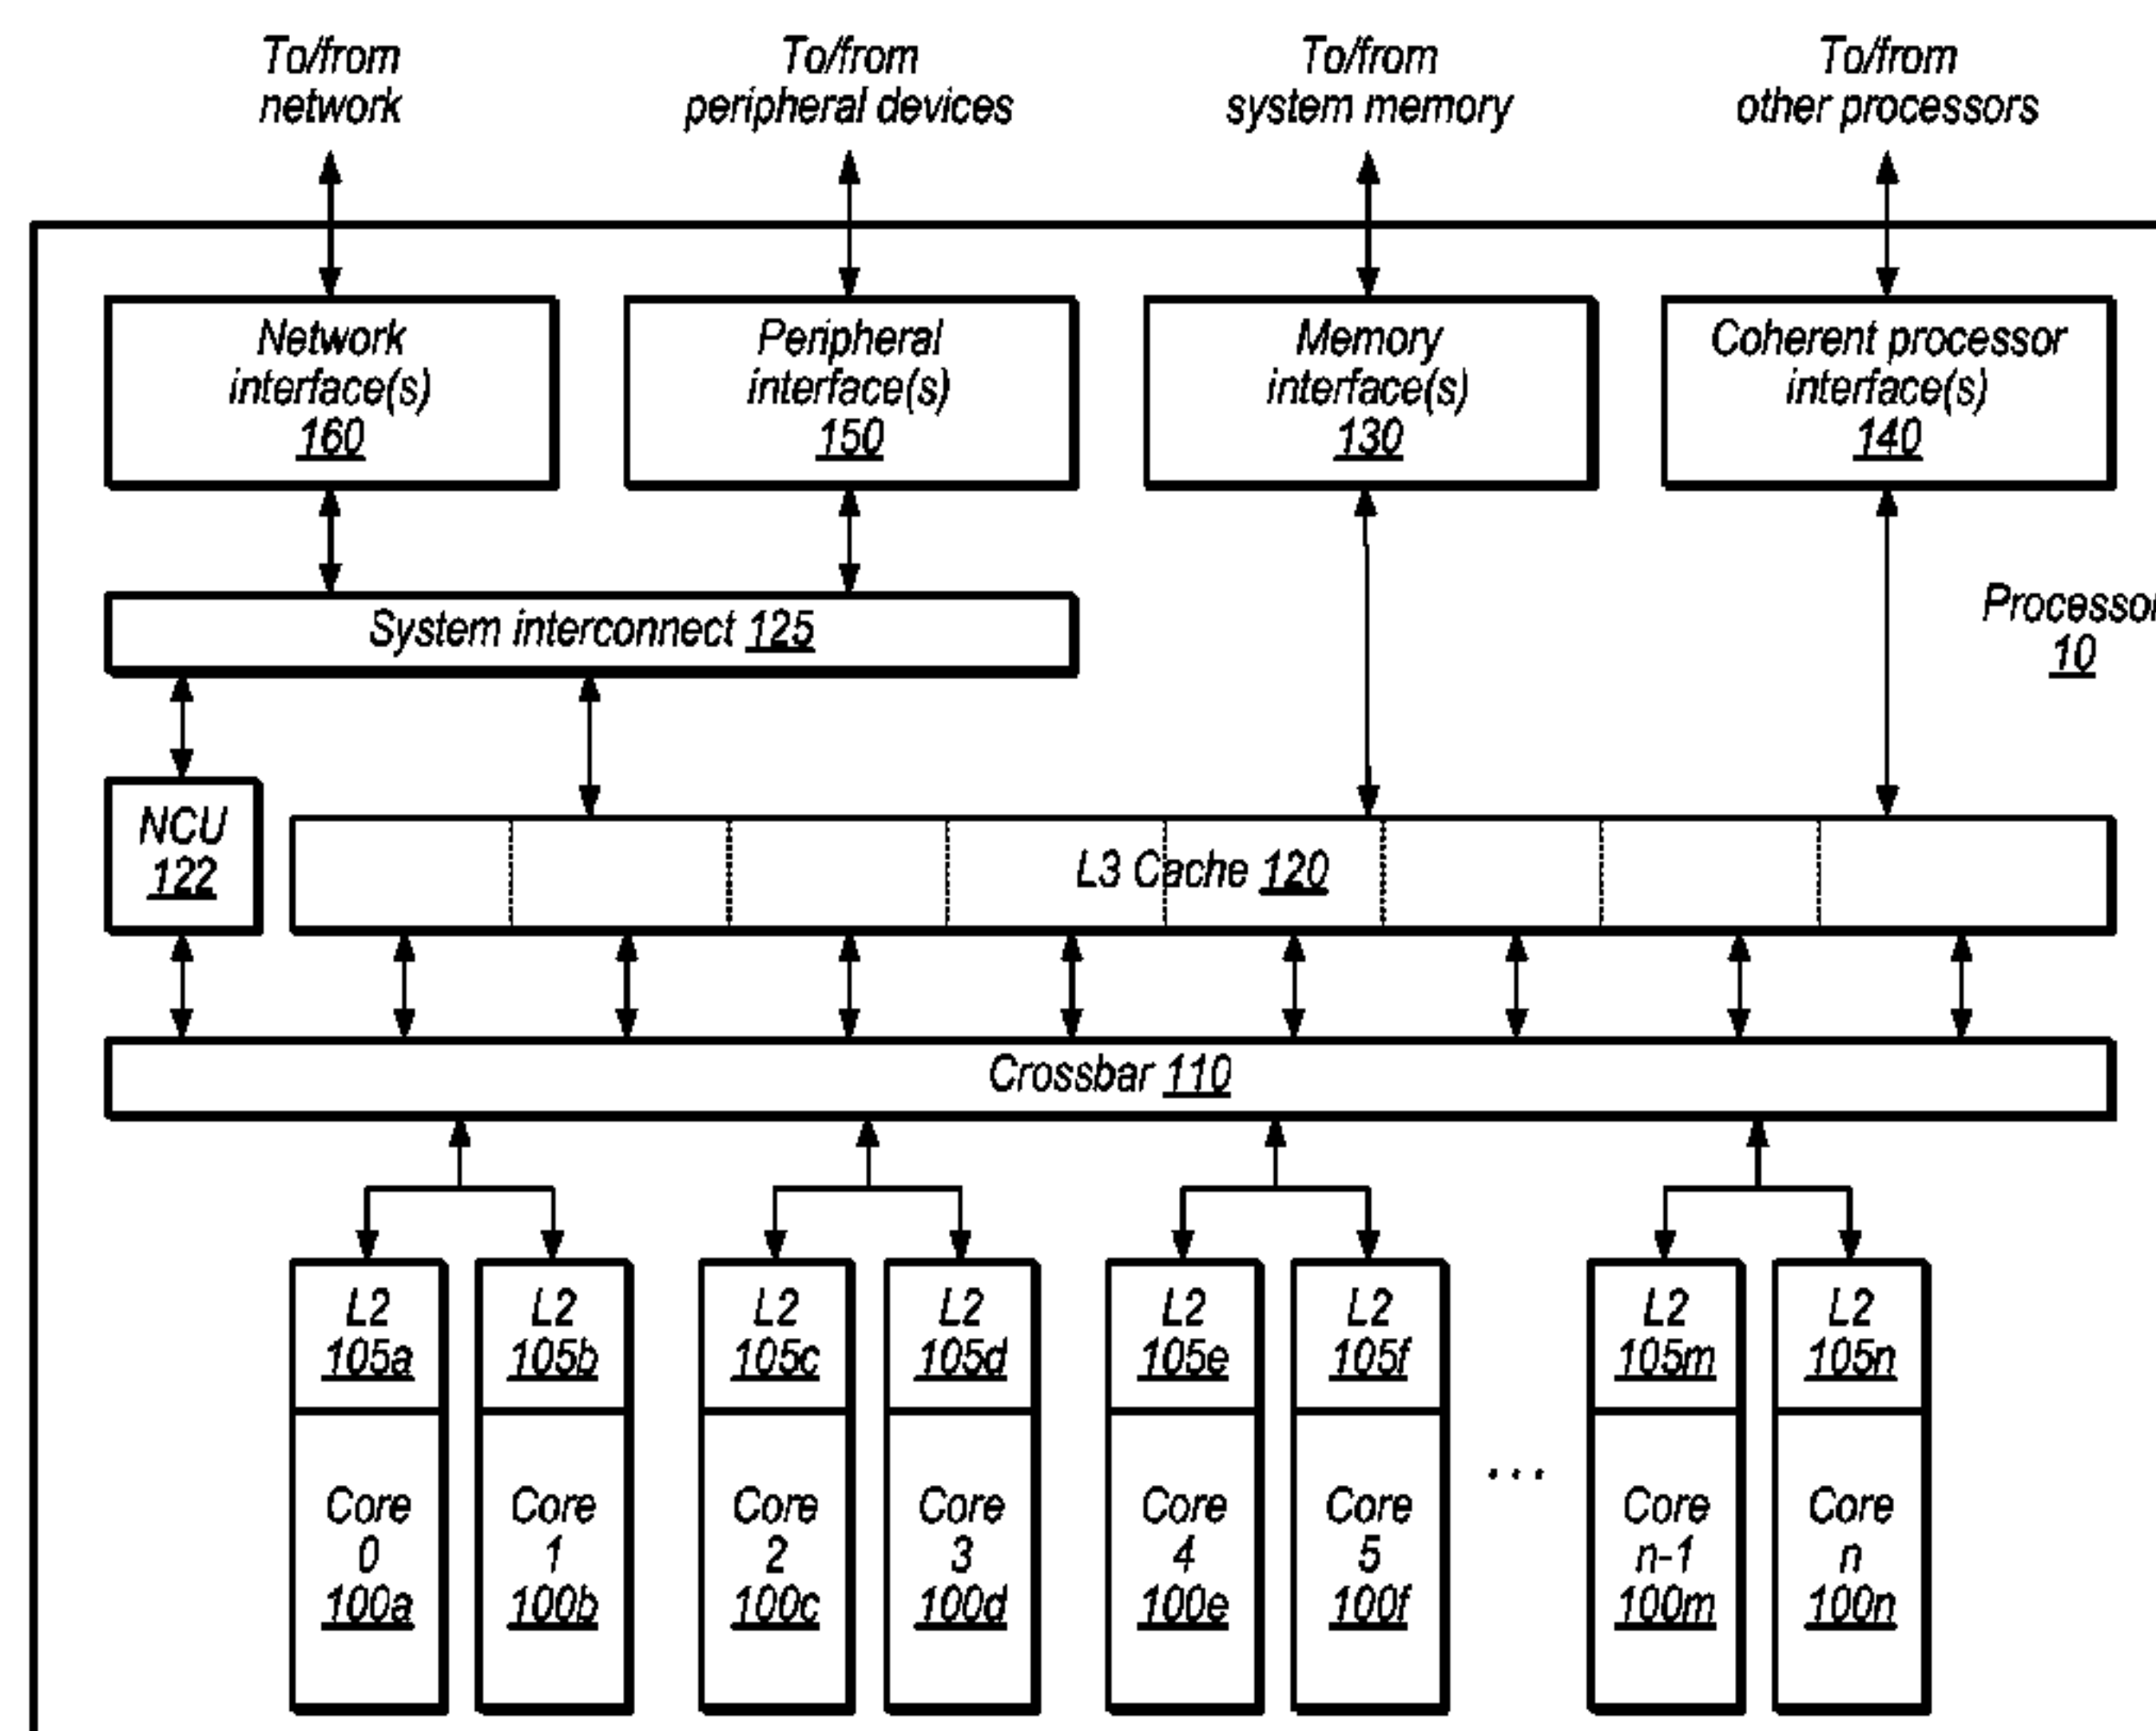 To/from
network
To/from
peripheral devices
To/from
system memory
To/from
other processors
Network
interface(s)
160
Peripheral
interface(s)
150
Memory
interface(s)
130
Coherent processor
interface(s)
140
System interconnect 125
Processor
10
NCU
122
L3 Cache 120
Crossbar 110
L2
105a
L2
105b
L2
105c
L2
105d
L2
105e
L2
105f
L2
105m
L2
105n
Core
0
100a
Core
1
100b
Core
2
100c
Core
3
100d
Core
4
100e
Core
5
100f
...
Core
n-1
100m
Core
n
100n